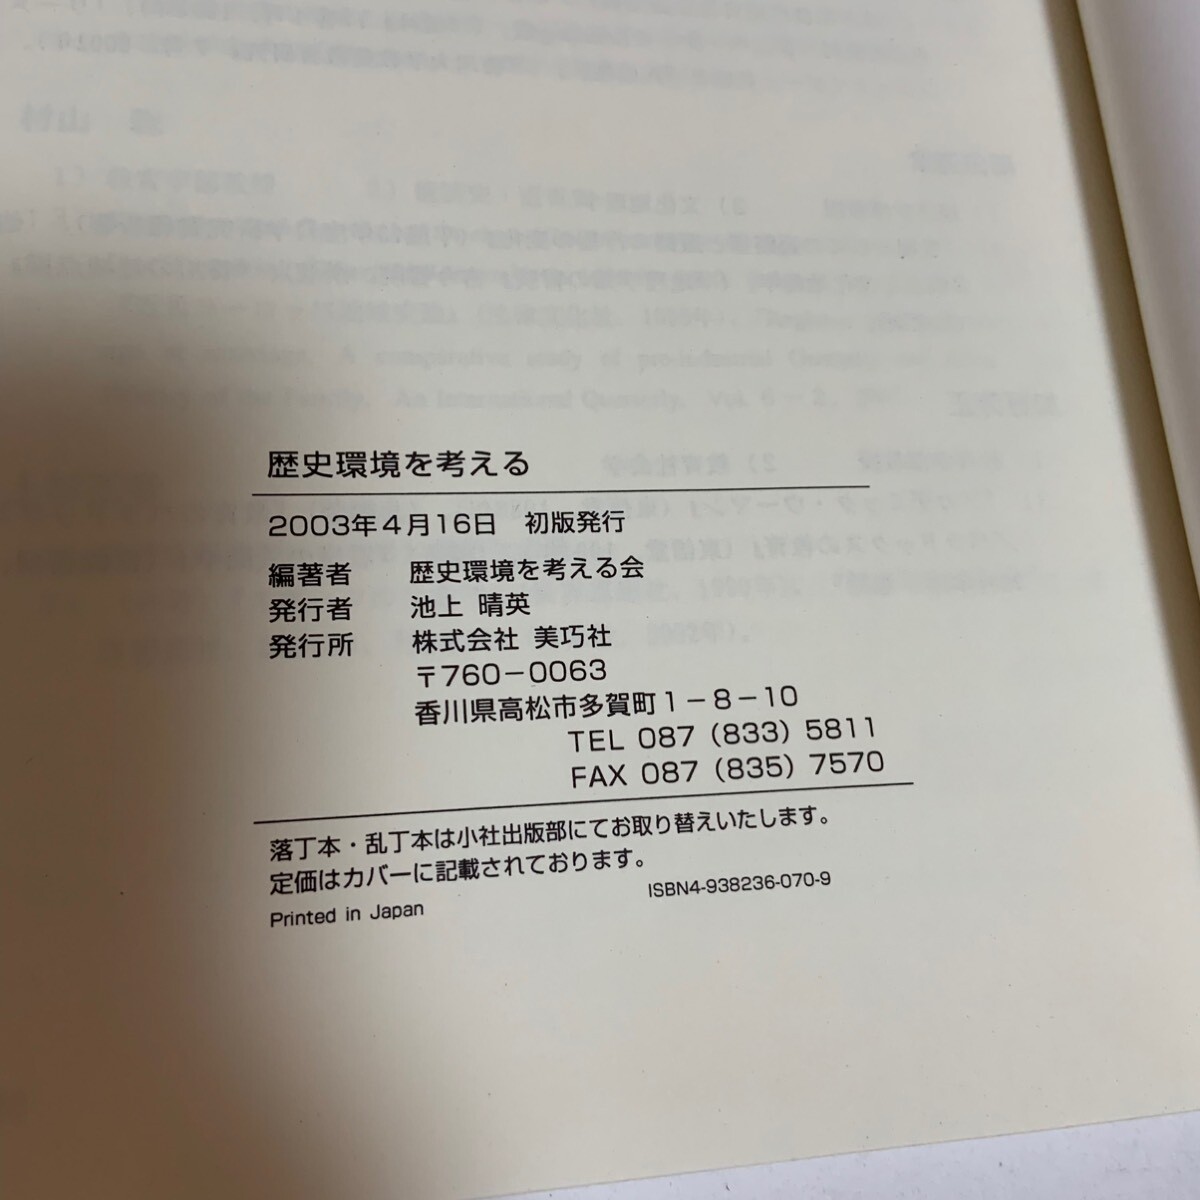 歴史環境を考える
2003年4月16日　初版発行
編著者　歴史環境を考える会
発行者　池上 晴英
発行所　株式会社 美巧社
〒760−0063
香川県高松市多賀町1−8−10
TEL 087（833）5811
FAX 087（835）7570
落丁本・乱丁本は小社出版部にてお取り替えいたします。
定価はカバーに記載されております。
ISBN4-938236-070-9
Printed in Japan